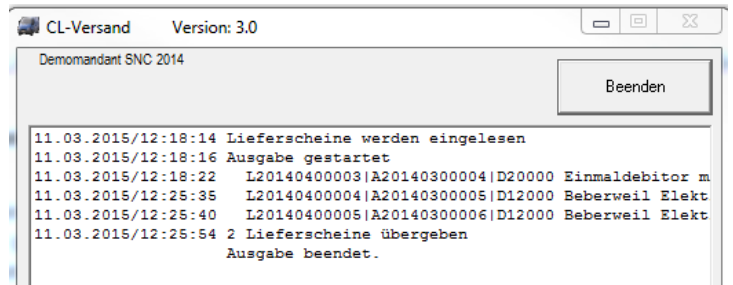 CL-Versand Version: 3.0
Demomandant SNC 2014
Beenden
11.03.2015/12:18:14 Lieferscheine werden eingelesen
11.03.2015/12:18:16 Ausgabe gestartet
11.03.2015/12:18:22 L20140400003|A20140300004|D20000 Einmaldebitor m
11.03.2015/12:25:35 L20140400004|A20140300005|D12000 Beberweil Elekt
11.03.2015/12:25:40 L20140400005|A20140300006|D12000 Beberweil Elekt
11.03.2015/12:25:54 2 Lieferscheine übergeben
Ausgabe beendet.